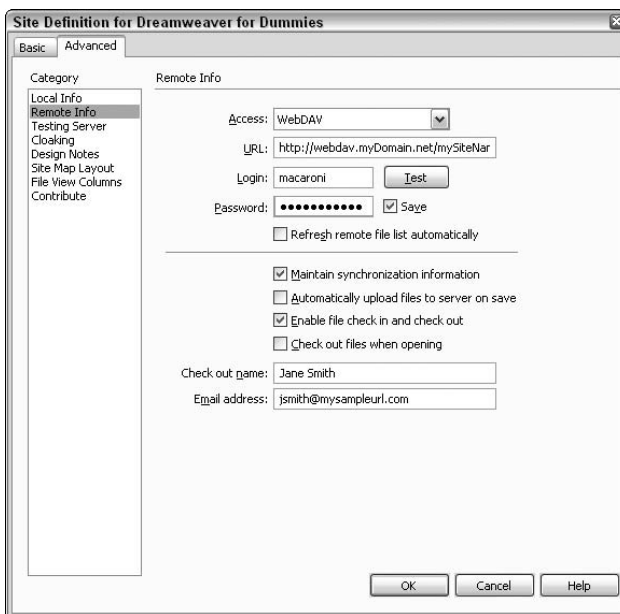 Site Definition for Dreamweaver for Dummies
Basic
Advanced
Category
Local Info
Remote Info
Testing Server
Cloaking
Design Notes
Site Map Layout
File View Columns
Contribute
Remote Info
Access: WebDAV
URL: http://webdav.myDomain.net/mySiteNar
Login: macaroni Test
Password: ●●●●●●●●●●● Save
Refresh remote file list automatically
Maintain synchronization information
Automatically upload files to server on save
Enable file check in and check out
Check out files when opening
Check out name: Jane Smith
Email address: jsmith@mysampleurl.com
OK Cancel Help